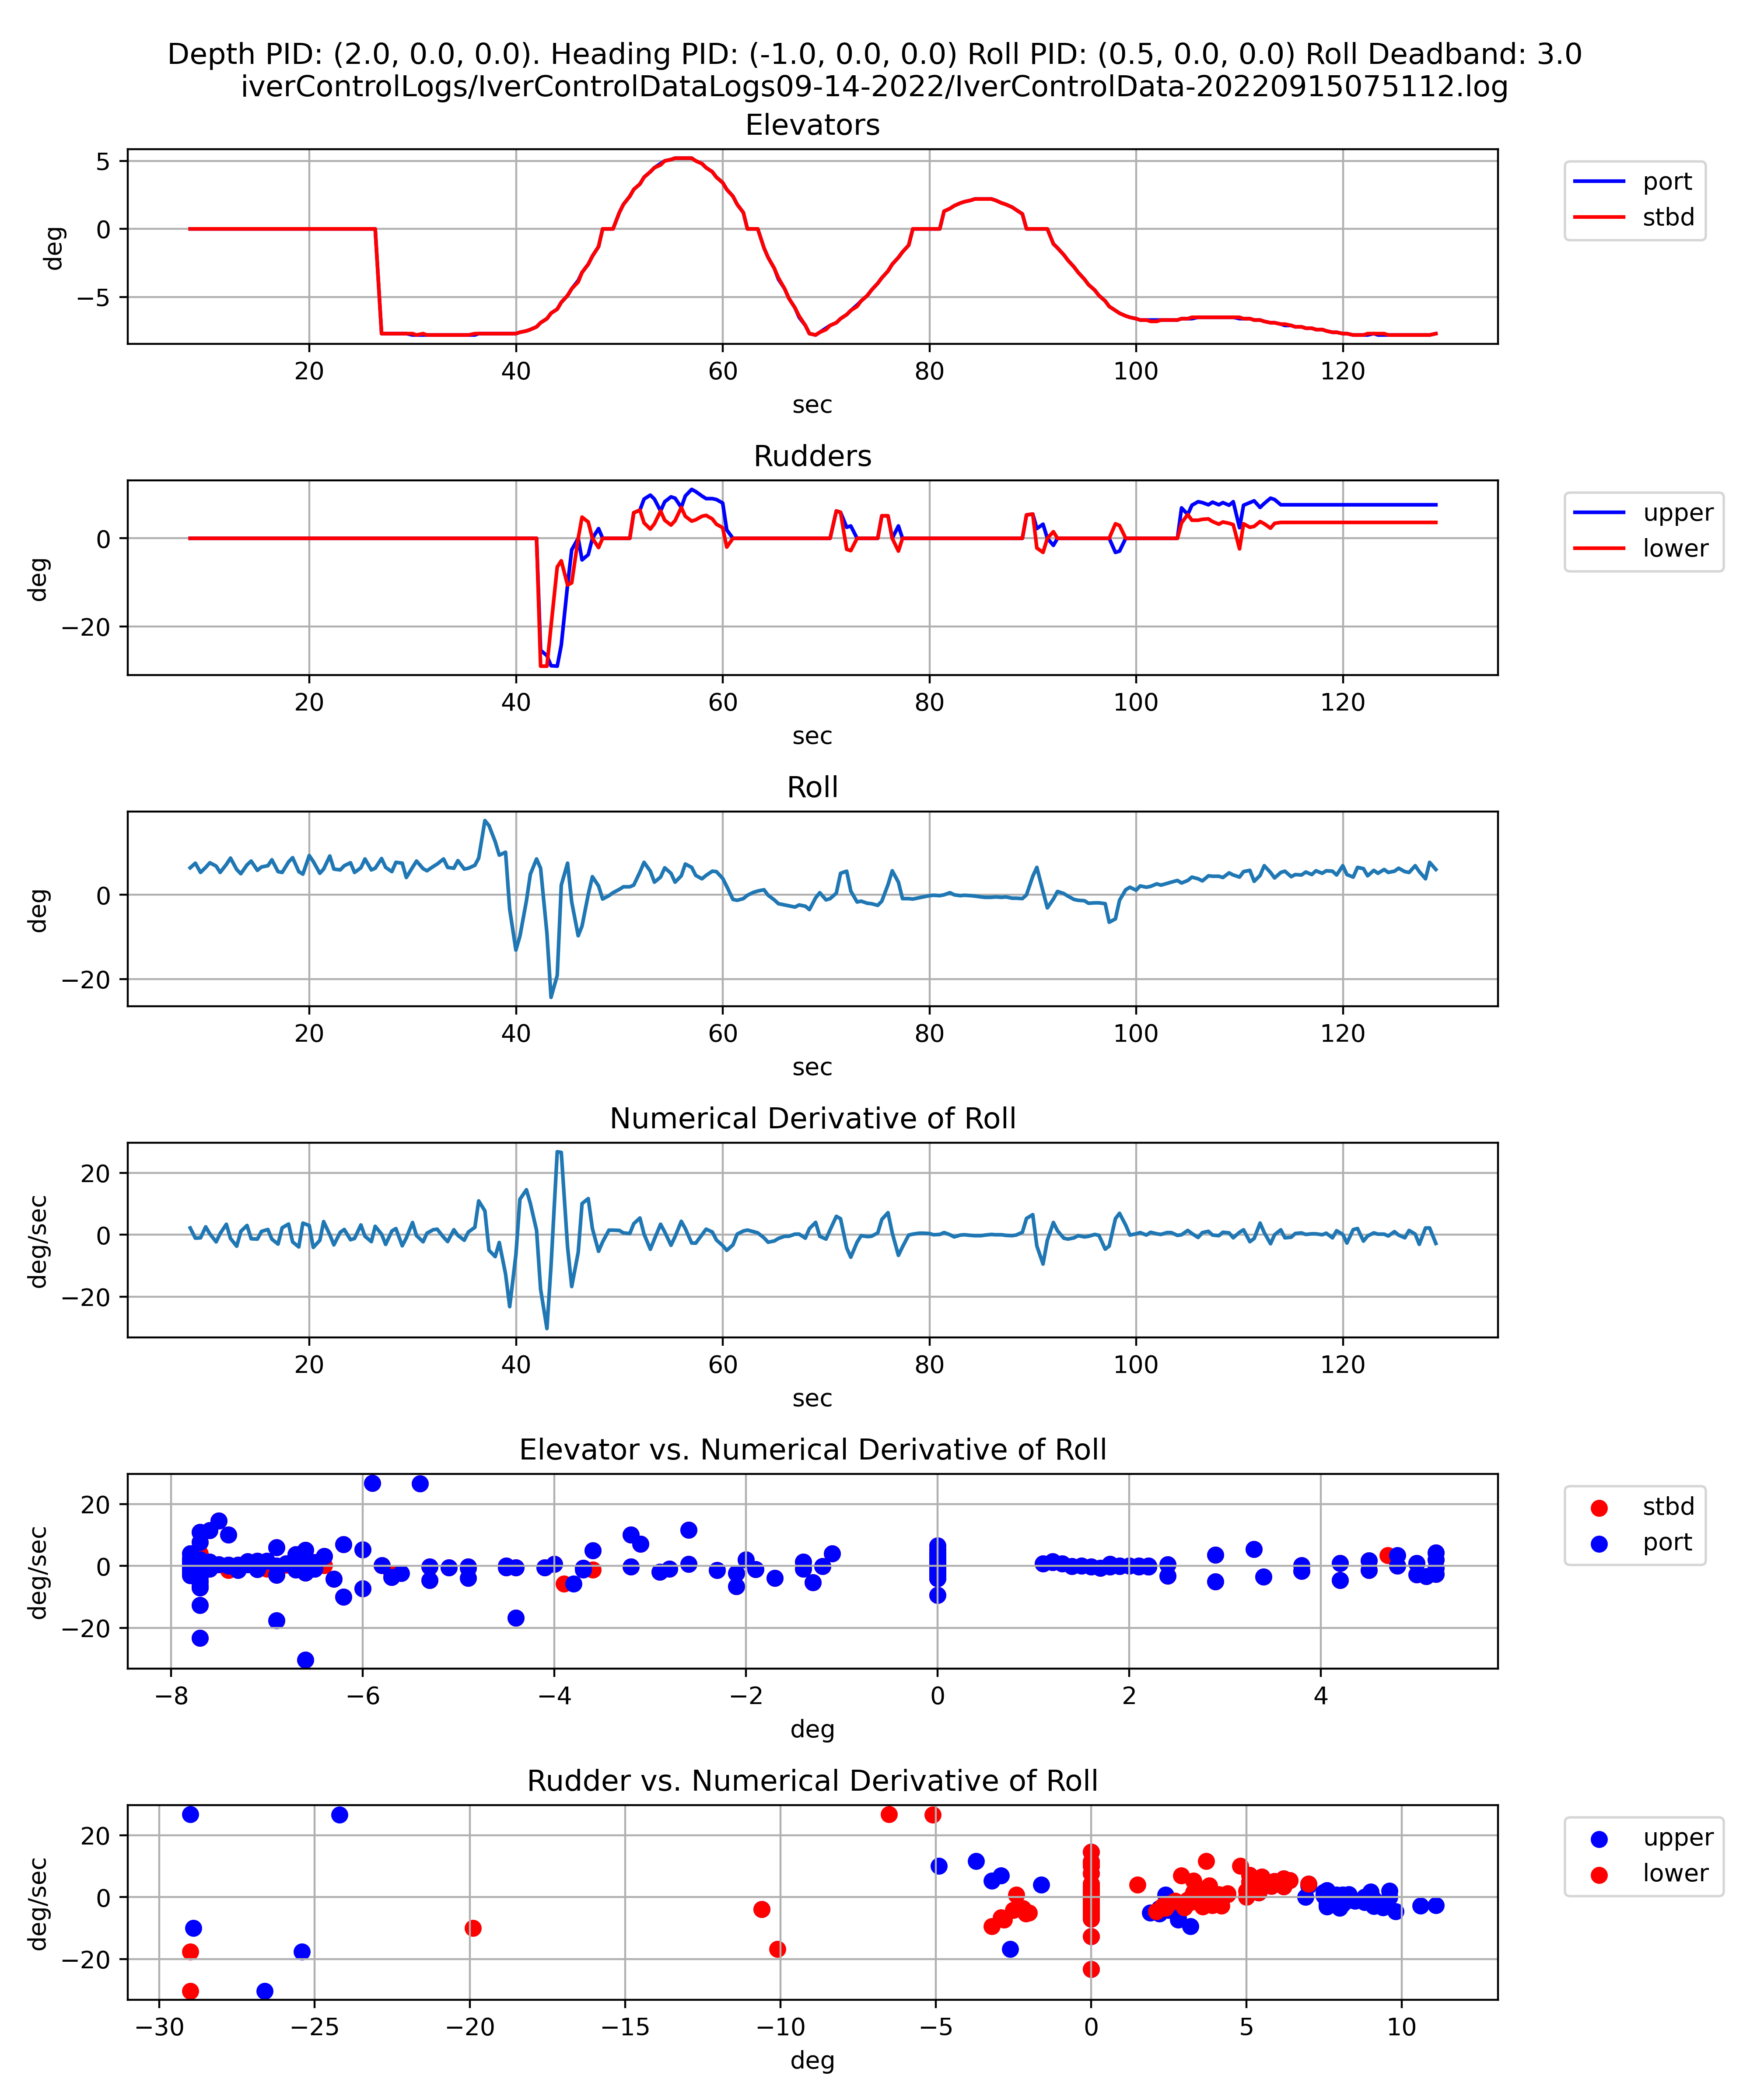 Depth PID: (2.0, 0.0, 0.0). Heading PID: (-1.0, 0.0, 0.0) Roll PID: (0.5, 0.0, 0.0) Roll Deadband: 3.0
iverControlLogs/IverControlDataLogs09-14-2022/IverControlData-20220915075112.log
Elevators
5
0
−5
deg
20 40 60 80 100 120
sec
port
stbd
Rudders
0
−20
deg
20 40 60 80 100 120
sec
upper
lower
Roll
0
−20
deg
20 40 60 80 100 120
sec
Numerical Derivative of Roll
20
0
−20
deg/sec
20 40 60 80 100 120
sec
Elevator vs. Numerical Derivative of Roll
20
0
−20
deg/sec
−8 −6 −4 −2 0 2 4
deg
stbd
port
Rudder vs. Numerical Derivative of Roll
20
0
−20
deg/sec
−30 −25 −20 −15 −10 −5 0 5 10
deg
upper
lower